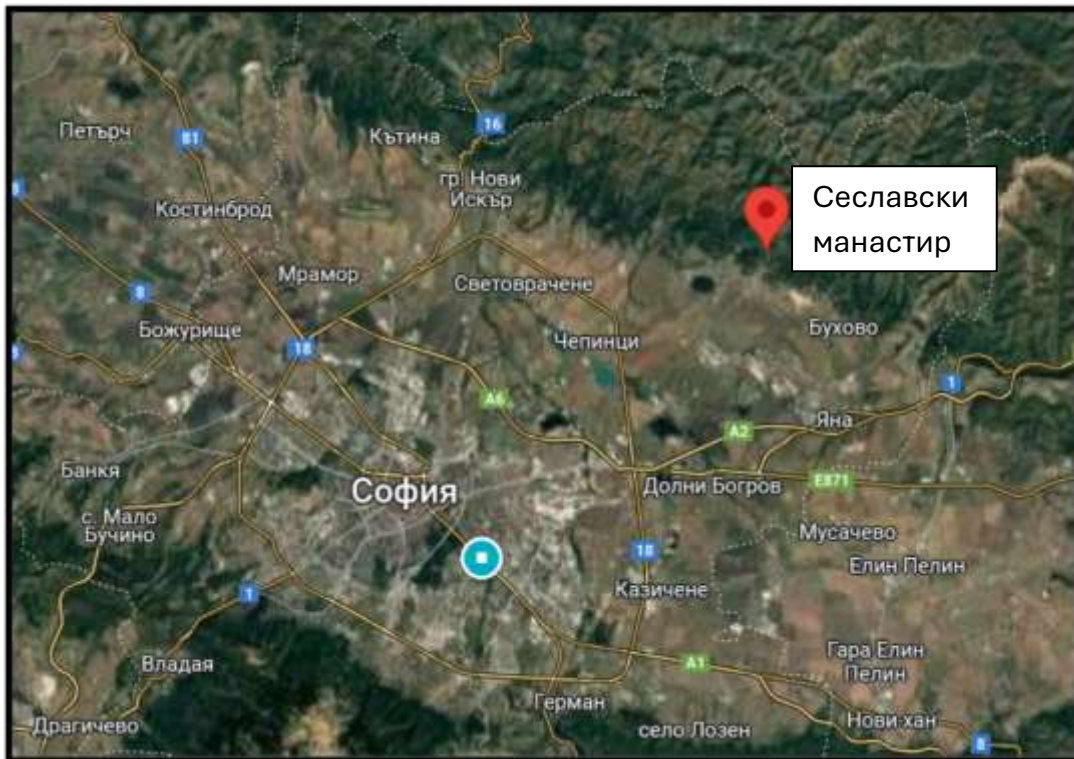 Петърч
81
Кътина
16
гр. Нови
Искър
Сеславски
манастир
Костинброд
Мрамор
Световрачене
8
Божурище
18
Чепинци
Бухово
1
A6
A2
Яна
Банкя
София
Долни Богров
E871
с. Мало
Бучино
18
Мусачево
Елин Пелин
1
Казичене
Владая
A1
Гара Елин
Пелин
Герман
Драгичево
село Лозен
Нови хан
8